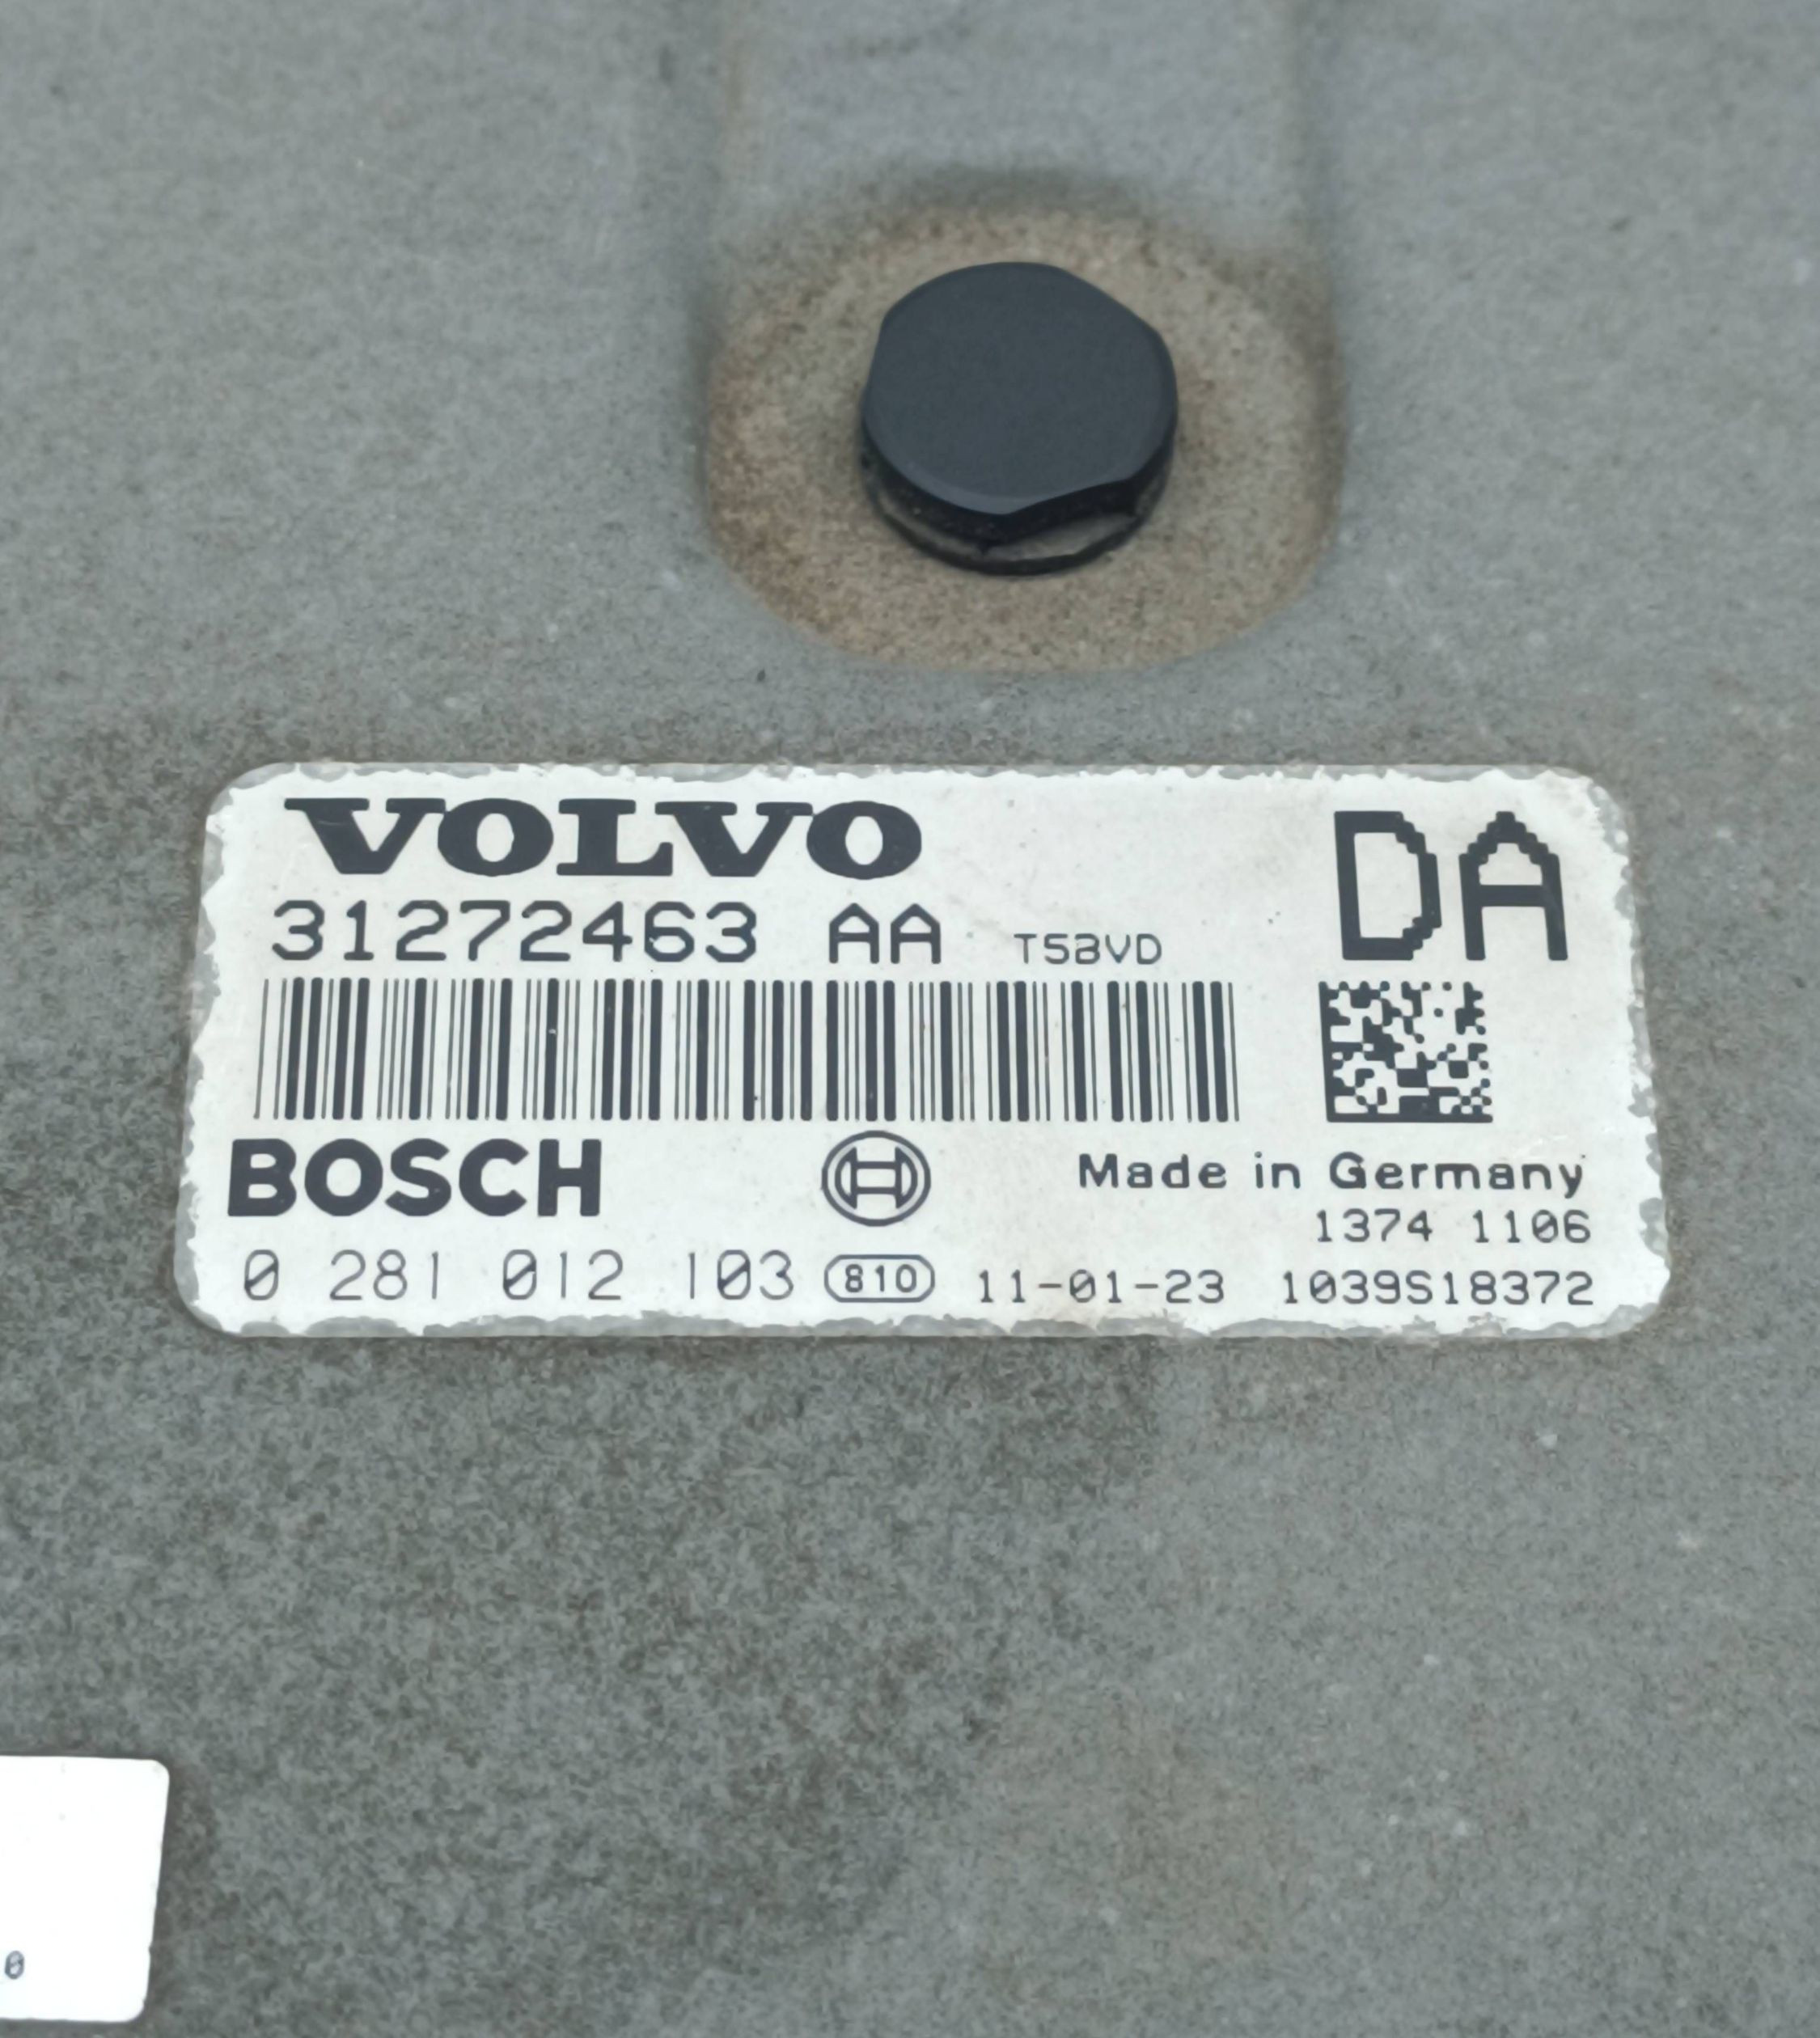 VOLVO
DA
31272463 AA T5BVD
BOSCH
Made in Germany
1374 1106
0 281 012 103 810 11-01-23 1039S18372
0